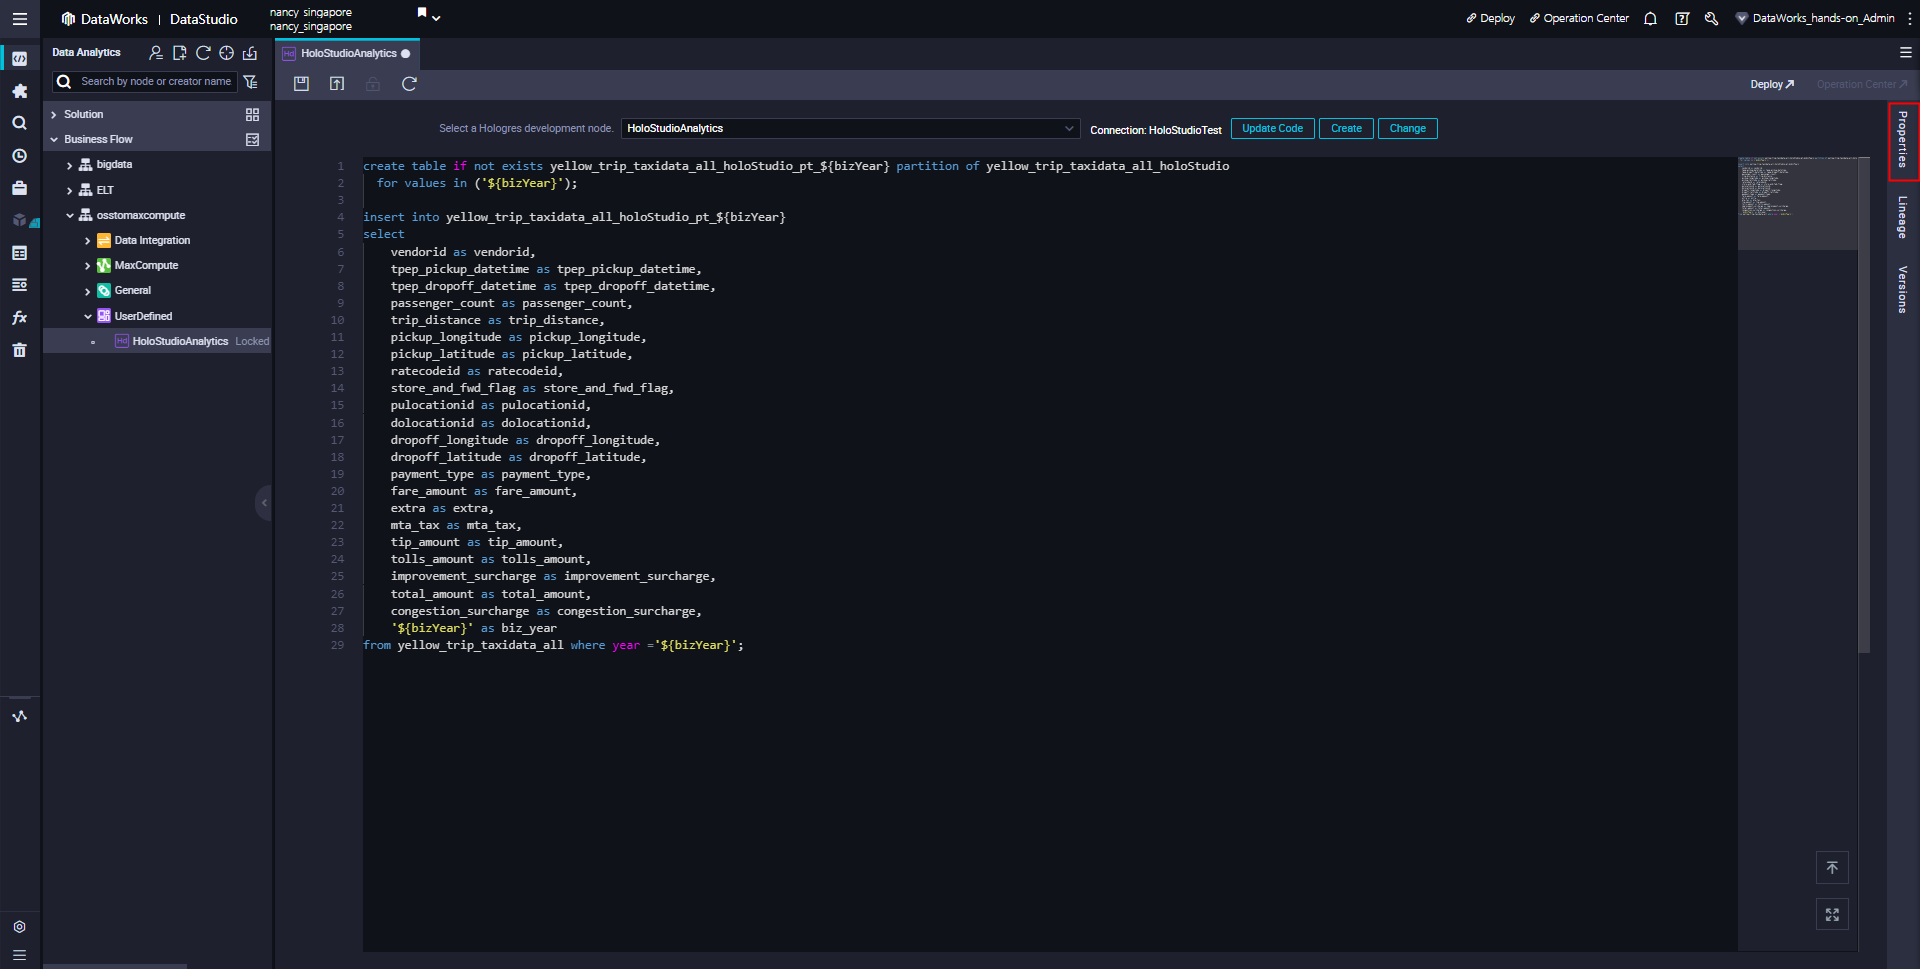 DataWorks | DataStudio
nancy_singapore
nancy_singapore
Deploy
Operation Center
DataWorks_hands-on_Admin
Data Analytics
Search by node or creator name
Solution
Business Flow
bigdata
ELT
osstomaxcompute
Data Integration
MaxCompute
General
UserDefined
Ho HoloStudioAnalytics Locked
Ho HoloStudioAnalytics
Deploy
Operation Center
Select a Hologres development node. HoloStudioAnalytics Connection: HoloStudioTest Update Code Create Change
1 create table if not exists yellow_trip_taxidata_all_holoStudio_pt_${bizYear} partition of yellow_trip_taxidata_all_holoStudio
2 for values in ('${bizYear}');
3
4 insert into yellow_trip_taxidata_all_holoStudio_pt_${bizYear}
5 select
6 vendorid as vendorid,
7 tpep_pickup_datetime as tpep_pickup_datetime,
8 tpep_dropoff_datetime as tpep_dropoff_datetime,
9 passenger_count as passenger_count,
10 trip_distance as trip_distance,
11 pickup_longitude as pickup_longitude,
12 pickup_latitude as pickup_latitude,
13 ratecodeid as ratecodeid,
14 store_and_fwd_flag as store_and_fwd_flag,
15 pulocationid as pulocationid,
16 dolocationid as dolocationid,
17 dropoff_longitude as dropoff_longitude,
18 dropoff_latitude as dropoff_latitude,
19 payment_type as payment_type,
20 fare_amount as fare_amount,
21 extra as extra,
22 mta_tax as mta_tax,
23 tip_amount as tip_amount,
24 tolls_amount as tolls_amount,
25 improvement_surcharge as improvement_surcharge,
26 total_amount as total_amount,
27 congestion_surcharge as congestion_surcharge,
28 '${bizYear}' as biz_year
29 from yellow_trip_taxidata_all where year ='${bizYear}';
Properties
Lineage
Versions